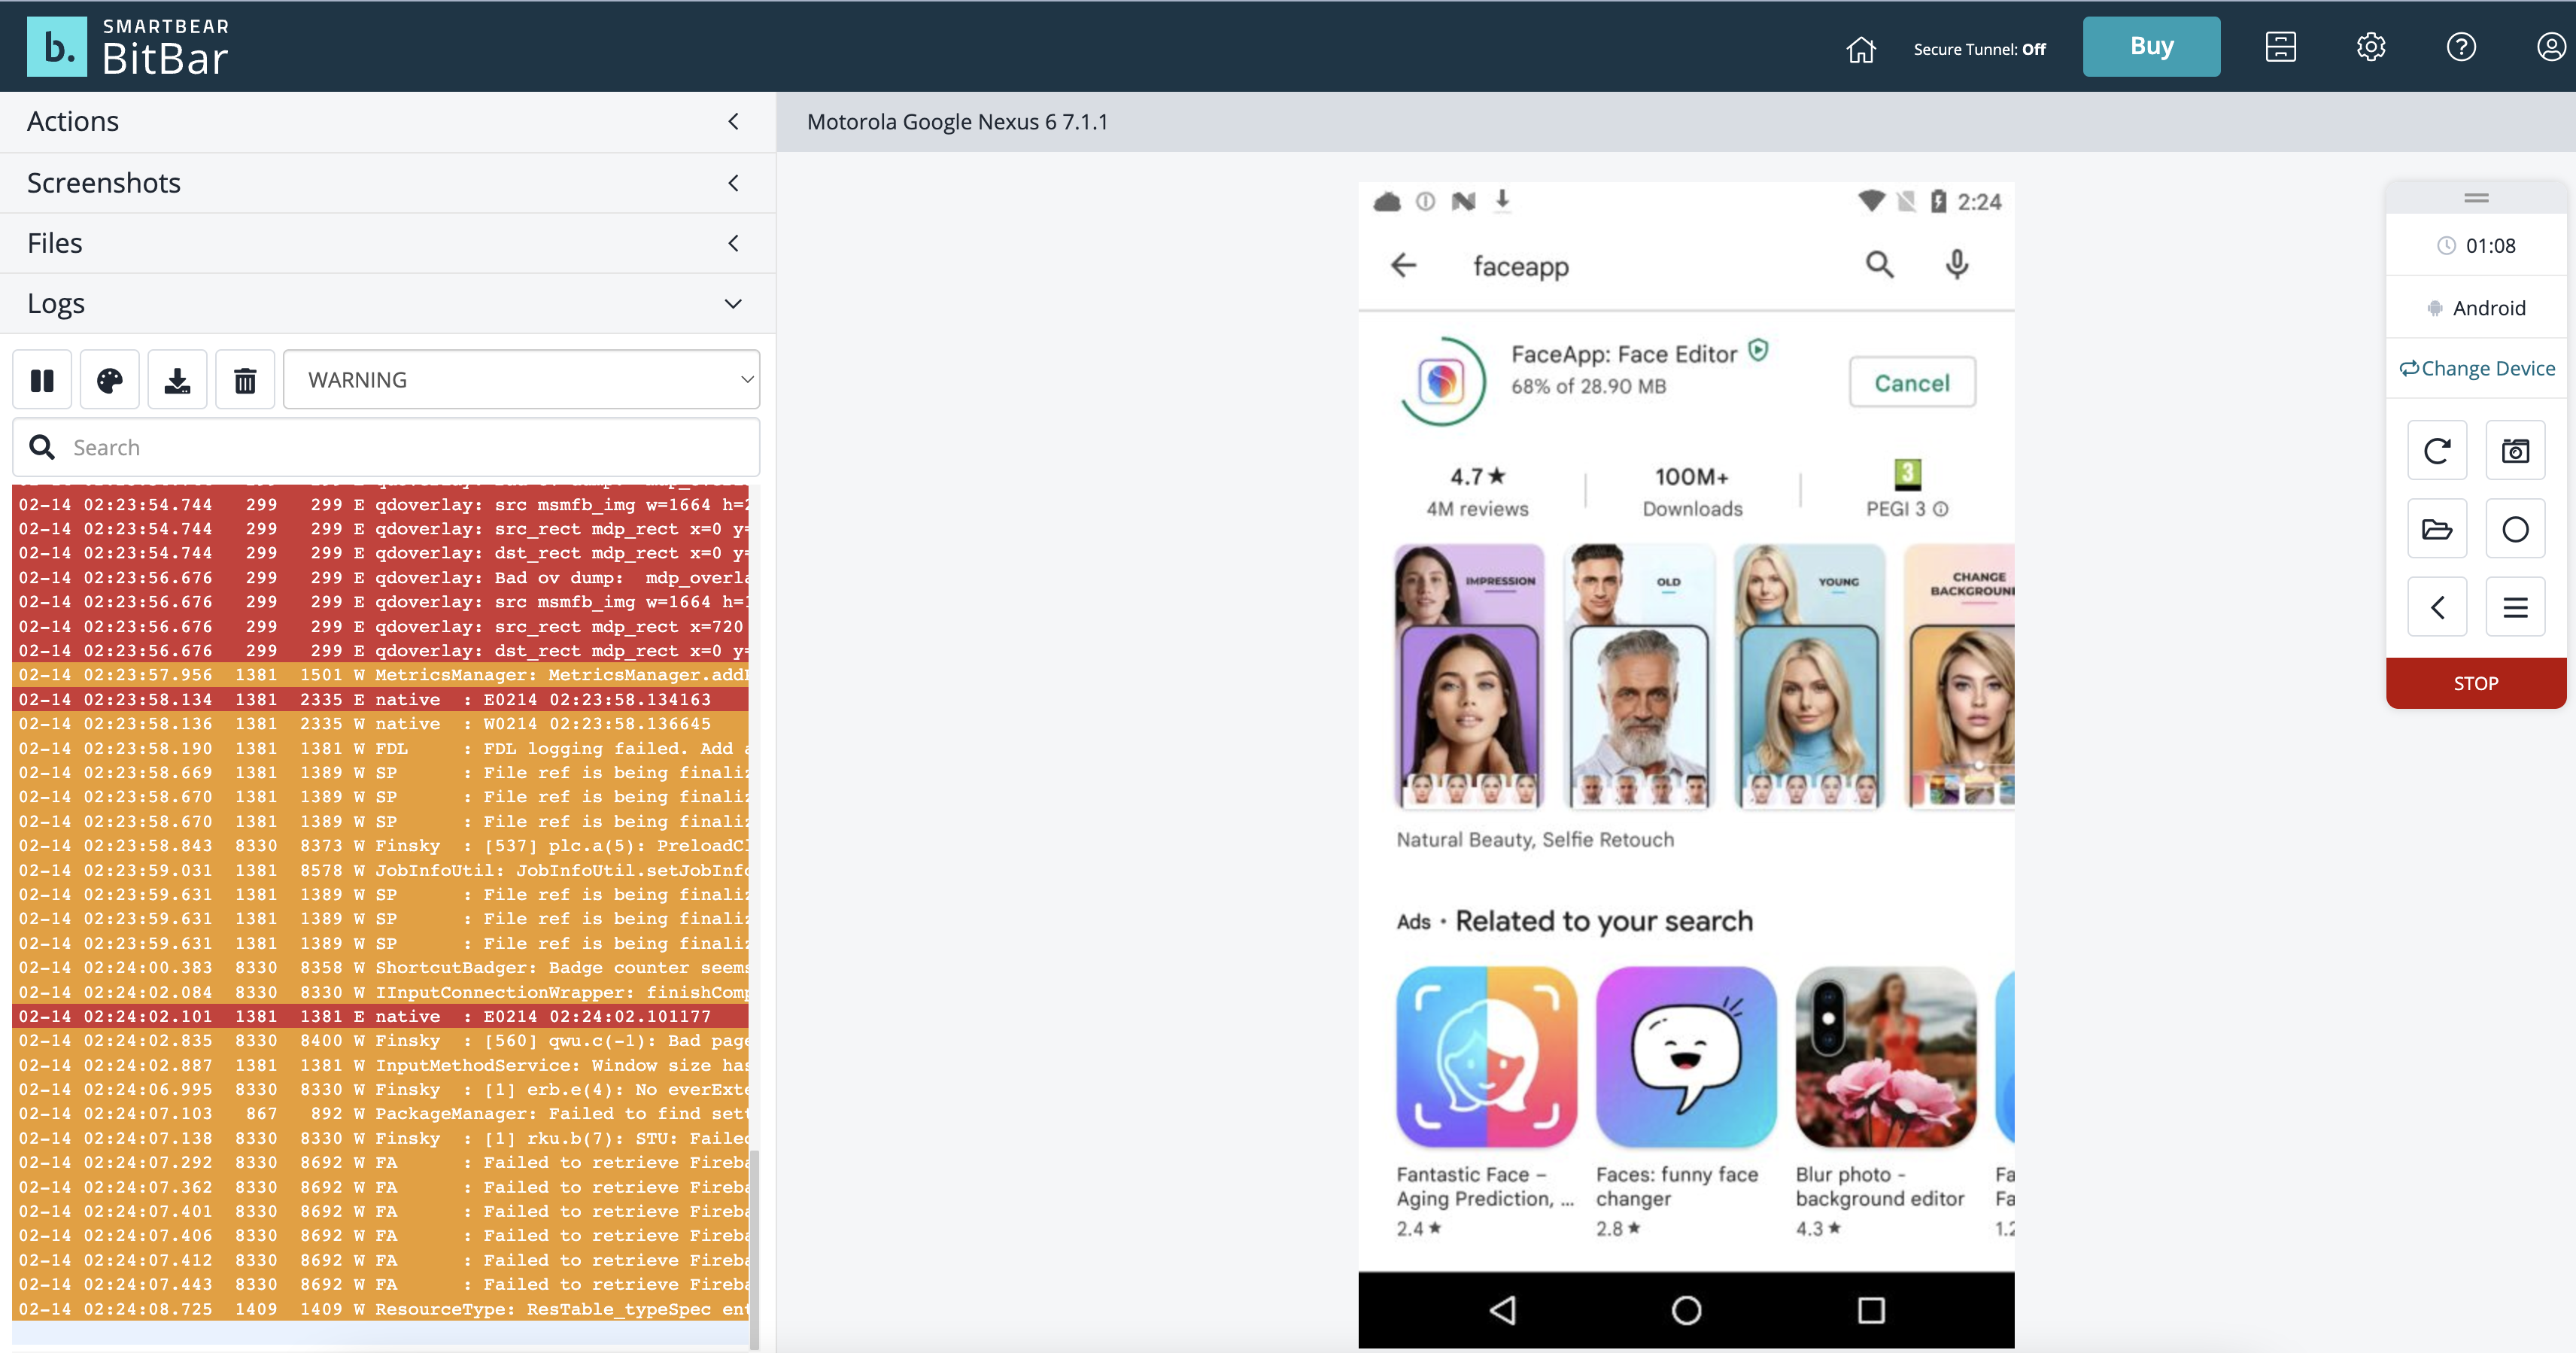 SMARTBEAR
b. BitBar
Secure Tunnel: Off
Buy
Actions
Screenshots
Files
Logs
WARNING
Search
02-14 02:23:54.744 299 299 E qdoverlay: src msmfb_img w=1664 h=2
02-14 02:23:54.744 299 299 E qdoverlay: src_rect mdp_rect x=0 y=
02-14 02:23:54.744 299 299 E qdoverlay: dst_rect mdp_rect x=0 y=
02-14 02:23:56.676 299 299 E qdoverlay: Bad ov dump: mdp_overla
02-14 02:23:56.676 299 299 E qdoverlay: src msmfb_img w=1664 h=1
02-14 02:23:56.676 299 299 E qdoverlay: src_rect mdp_rect x=720
02-14 02:23:56.676 299 299 E qdoverlay: dst_rect mdp_rect x=0 y=
02-14 02:23:57.956 1381 1501 W MetricsManager: MetricsManager.add
02-14 02:23:58.134 1381 2335 E native : E0214 02:23:58.134163
02-14 02:23:58.136 1381 2335 W native : W0214 02:23:58.136645
02-14 02:23:58.190 1381 1381 W FDL : FDL logging failed. Add a
02-14 02:23:58.669 1381 1389 W SP : File ref is being finali
02-14 02:23:58.670 1381 1389 W SP : File ref is being finali
02-14 02:23:58.670 1381 1389 W SP : File ref is being finali
02-14 02:23:58.843 8330 8373 W Finsky : [537] plc.a(5): PreloadCl
02-14 02:23:59.031 1381 8578 W JobInfoUtil: JobInfoUtil.setJobInfo
02-14 02:23:59.631 1381 1389 W SP : File ref is being finali
02-14 02:23:59.631 1381 1389 W SP : File ref is being finali
02-14 02:23:59.631 1381 1389 W SP : File ref is being finali
02-14 02:24:00.383 8330 8358 W ShortcutBadger: Badge counter seems
02-14 02:24:02.084 8330 8330 W IInputConnectionWrapper: finishComp
02-14 02:24:02.101 1381 1381 E native : E0214 02:24:02.101177
02-14 02:24:02.835 8330 8400 W Finsky : [560] qwu.c(-1): Bad page
02-14 02:24:02.887 1381 1381 W InputMethodService: Window size has
02-14 02:24:06.995 8330 8330 W Finsky : [1] erb.e(4): No everExte
02-14 02:24:07.103 867 892 W PackageManager: Failed to find sett
02-14 02:24:07.138 8330 8330 W Finsky : [1] rku.b(7): STU: Failed
02-14 02:24:07.292 8330 8692 W FA : Failed to retrieve Fireba
02-14 02:24:07.362 8330 8692 W FA : Failed to retrieve Fireba
02-14 02:24:07.401 8330 8692 W FA : Failed to retrieve Fireba
02-14 02:24:07.406 8330 8692 W FA : Failed to retrieve Fireba
02-14 02:24:07.412 8330 8692 W FA : Failed to retrieve Fireba
02-14 02:24:07.443 8330 8692 W FA : Failed to retrieve Fireba
02-14 02:24:08.725 1409 1409 W ResourceType: ResTable_typeSpec ent
Motorola Google Nexus 6 7.1.1
2:24
faceapp
FaceApp: Face Editor
68% of 28.90 MB
Cancel
4.7★ 100M+ 3
4M reviews Downloads PEGI 3
IMPRESSION
OLD
YOUNG
CHANGE
BACKGROUN
Natural Beauty, Selfie Retouch
Ads · Related to your search
Fantastic Face –
Aging Prediction, ...
2.4★
Faces: funny face
changer
2.8★
Blur photo -
background editor
4.3★
Fa
Fa
1.2
01:08
Android
Change Device
STOP